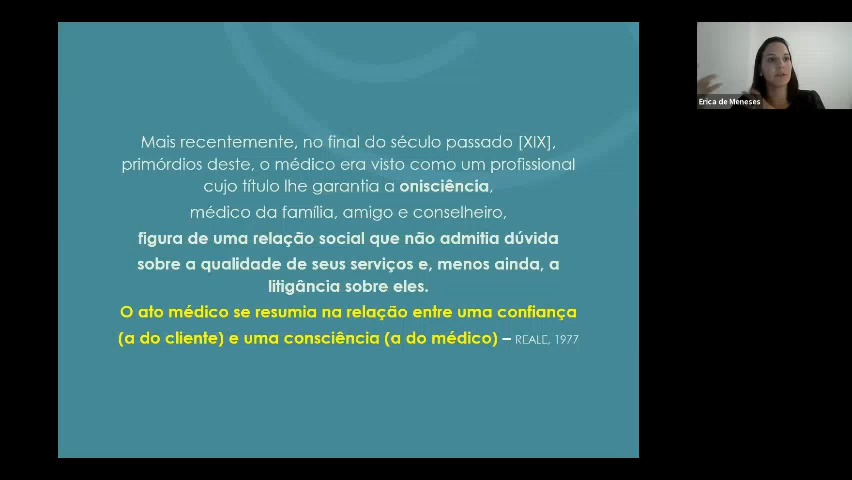 Mais recentemente, no final do século passado [XIX],
primórdios deste, o médico era visto como um profissional
cujo título lhe garantia a onisciência,
médico da família, amigo e conselheiro,
figura de uma relação social que não admitia dúvida
sobre a qualidade de seus serviços e, menos ainda, a
litigância sobre eles.
O ato médico se resumia na relação entre uma confiança
(a do cliente) e uma consciência (a do médico) – REALE, 1977
Erica de Meneses